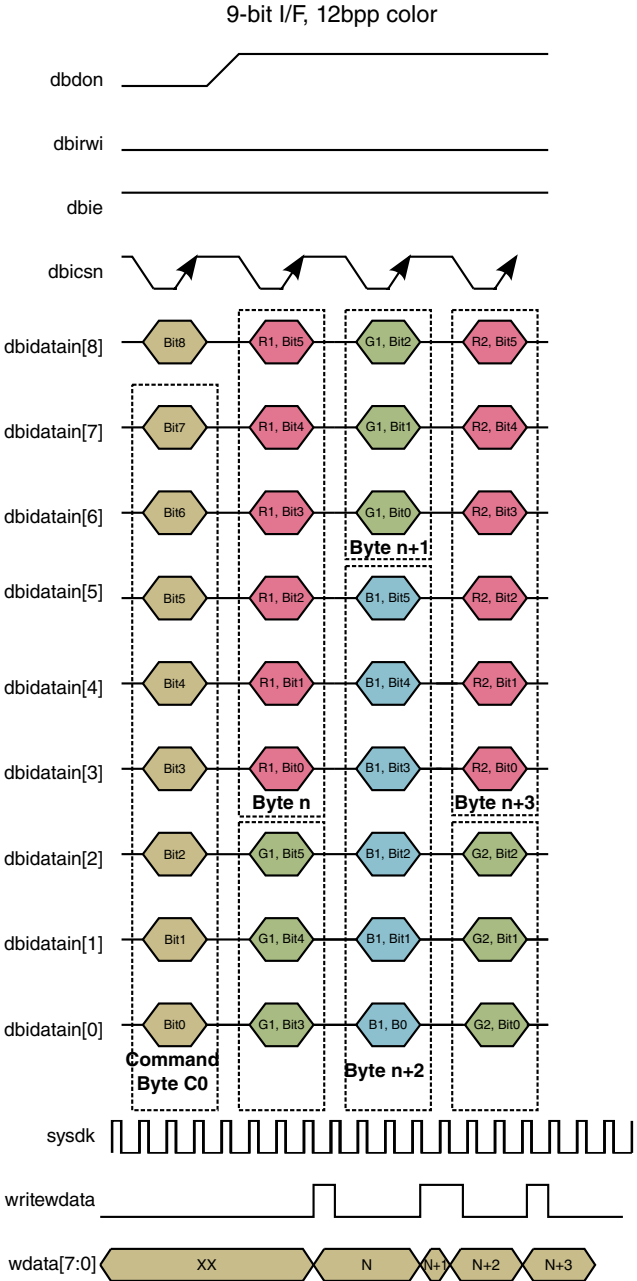 9-bit I/F, 12bpp color
dbdon
dbirwi
dbie
dbicsn
dbidatain[8] Bit8 R1, Bit5 G1, Bit2 R2, Bit5
dbidatain[7] Bit7 R1, Bit4 G1, Bit1 R2, Bit4
dbidatain[6] Bit6 R1, Bit3 G1, Bit0 R2, Bit3
Byte n+1
dbidatain[5] Bit5 R1, Bit2 B1, Bit5 R2, Bit2
dbidatain[4] Bit4 R1, Bit1 B1, Bit4 R2, Bit1
dbidatain[3] Bit3 R1, Bit0 B1, Bit3 R2, Bit0
Byte n Byte n+3
dbidatain[2] Bit2 G1, Bit5 B1, Bit2 G2, Bit2
dbidatain[1] Bit1 G1, Bit4 B1, Bit1 G2, Bit1
dbidatain[0] Bit0 G1, Bit3 B1, B0 G2, Bit0
Command Byte n+2
Byte C0
sysdk
writewdata
wdata[7:0] XX N N+1 N+2 N+3